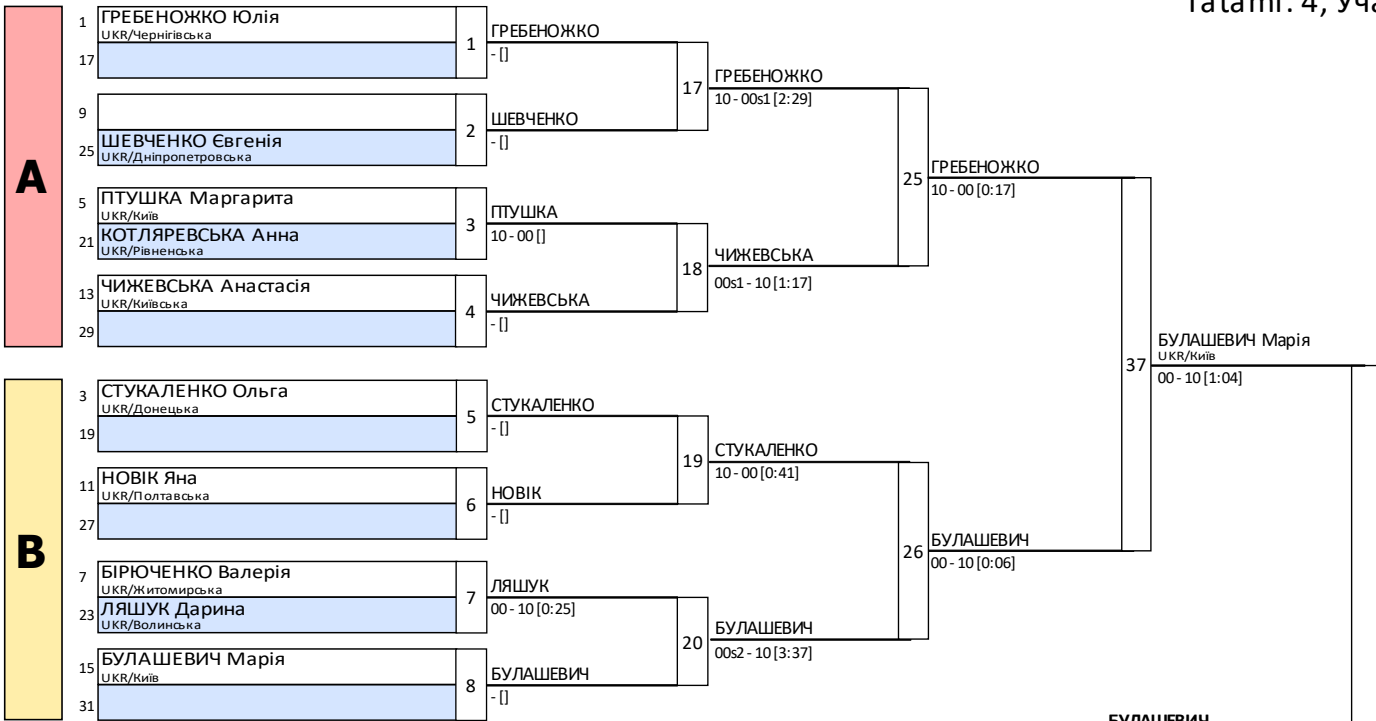 Tatami: 4, Уча
A
1 ГРЕБЕНОЖКО Юлія
UKR/Чернігівська
17
1
ГРЕБЕНОЖКО
- []
9
25 ШЕВЧЕНКО Євгенія
UKR/Дніпропетровська
2
ШЕВЧЕНКО
- []
17
ГРЕБЕНОЖКО
10 - 00s1 [2:29]
5 ПТУШКА Маргарита
UKR/Київ
21 КОТЛЯРЕВСЬКА Анна
UKR/Рівненська
3
ПТУШКА
10 - 00 []
13 ЧИЖЕВСЬКА Анастасія
UKR/Київська
29
4
ЧИЖЕВСЬКА
- []
18
ЧИЖЕВСЬКА
00s1 - 10 [1:17]
25
ГРЕБЕНОЖКО
10 - 00 [0:17]
B
3 СТУКАЛЕНКО Ольга
UKR/Донецька
19
5
СТУКАЛЕНКО
- []
11 НОВІК Яна
UKR/Полтавська
27
6
НОВІК
- []
19
СТУКАЛЕНКО
10 - 00 [0:41]
7 БІРЮЧЕНКО Валерія
UKR/Житомирська
23 ЛЯШУК Дарина
UKR/Волинська
7
ЛЯШУК
00 - 10 [0:25]
15 БУЛАШЕВИЧ Марія
UKR/Київ
31
8
БУЛАШЕВИЧ
- []
20
БУЛАШЕВИЧ
00s2 - 10 [3:37]
26
БУЛАШЕВИЧ
00 - 10 [0:06]
37
БУЛАШЕВИЧ Марія
UKR/Київ
00 - 10 [1:04]
БУЛАШЕВИЧ